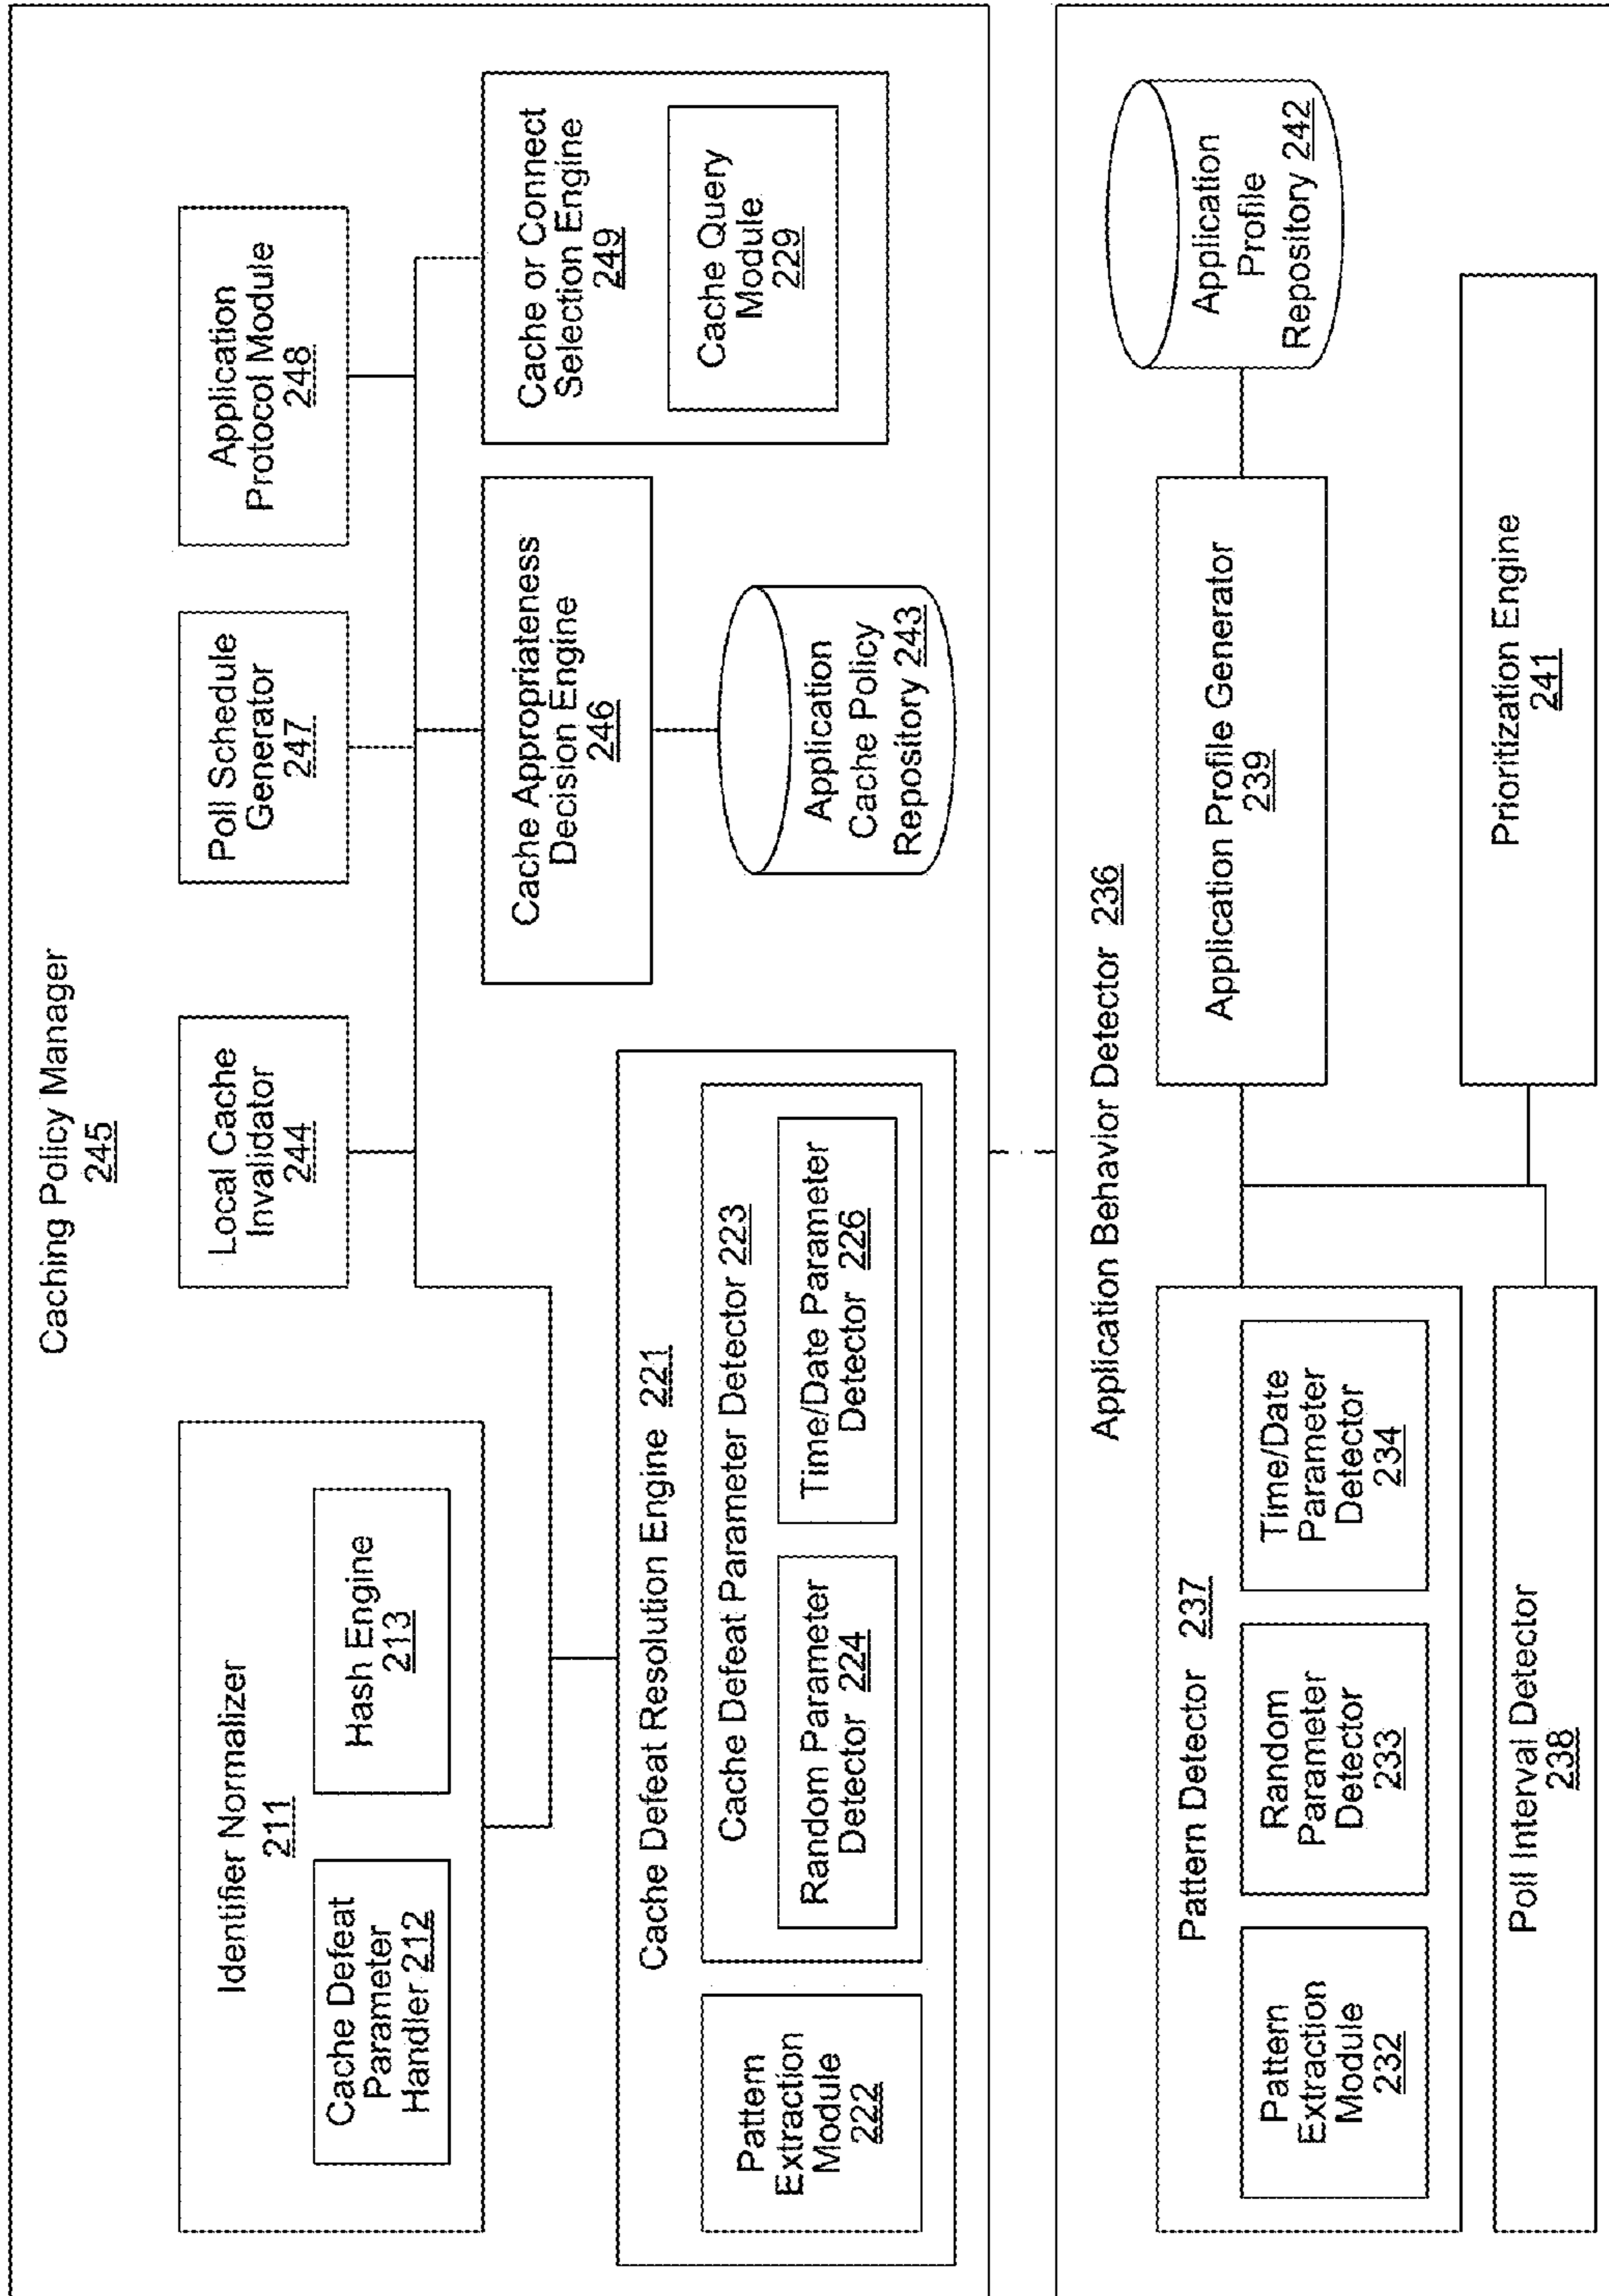 Caching Policy Manager
245
Identifier Normalizer
211
Cache Defeat
Parameter
Handler 212
Hash Engine
213
Local Cache
Invalidator
244
Poll Schedule
Generator
247
Application
Protocol Module
248
Cache Defeat Resolution Engine 221
Pattern
Extraction
Module
222
Cache Defeat Parameter Detector 223
Random Parameter
Detector 224
Time/Date Parameter
Detector 226
Cache Appropriateness
Decision Engine
246
Application
Cache Policy
Repository 243
Cache or Connect
Selection Engine
249
Cache Query
Module
229
Application Behavior Detector 236
Pattern Detector 237
Pattern
Extraction
Module
232
Random
Parameter
Detector
233
Time/Date
Parameter
Detector
234
Poll Interval Detector
238
Application Profile Generator
239
Application
Profile
Repository 242
Prioritization Engine
241